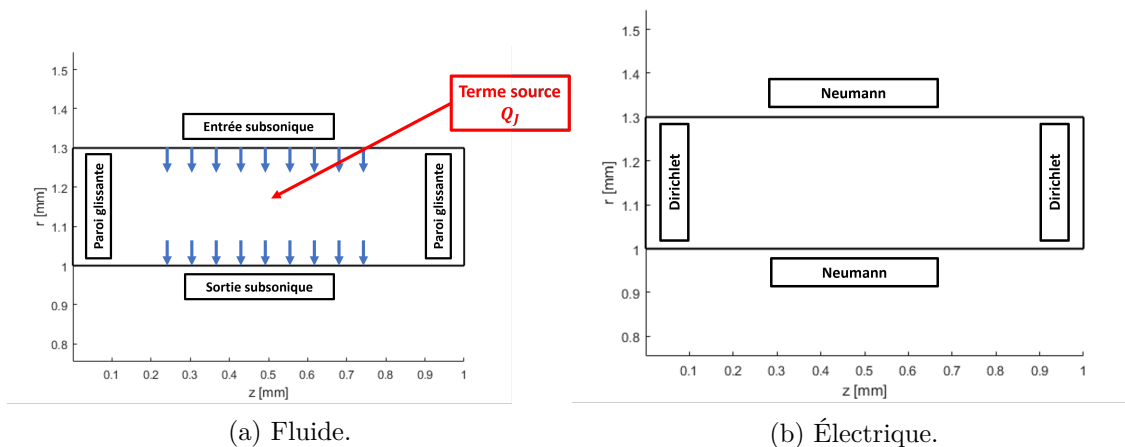 1.5
1.4
1.3
1.2
1.1
1
0.9
0.8
r [mm]
Terme source
Q_J
Entrée subsonique
Paroi glissante
Paroi glissante
Sortie subsonique
0.1 0.2 0.3 0.4 0.5 0.6 0.7 0.8 0.9 1
z [mm]
(a) Fluide.
1.5
1.4
1.3
1.2
1.1
1
0.9
0.8
r [mm]
Neumann
Dirichlet
Dirichlet
Neumann
0.1 0.2 0.3 0.4 0.5 0.6 0.7 0.8 0.9 1
z [mm]
(b) Électrique.